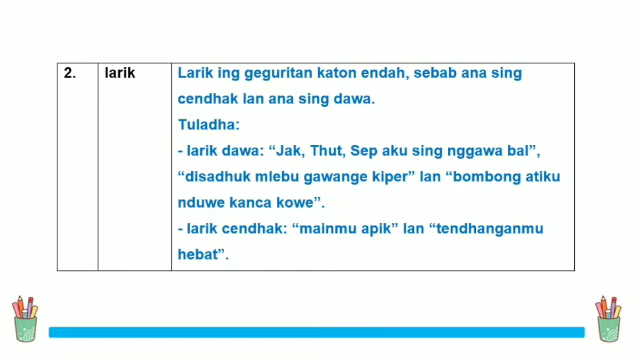 2. larik Larik ing geguritan katon endah, sebab ana sing
cendhak lan ana sing dawa.
Tuladha:
- larik dawa: “Jak, Thut, Sep aku sing nggawa bal”,
“disadhuk mlebu gawange kiper” lan “bombong atiku
nduwe kanca kowe”.
- larik cendhak: “mainmu apik” lan “tendhanganmu
hebat”.